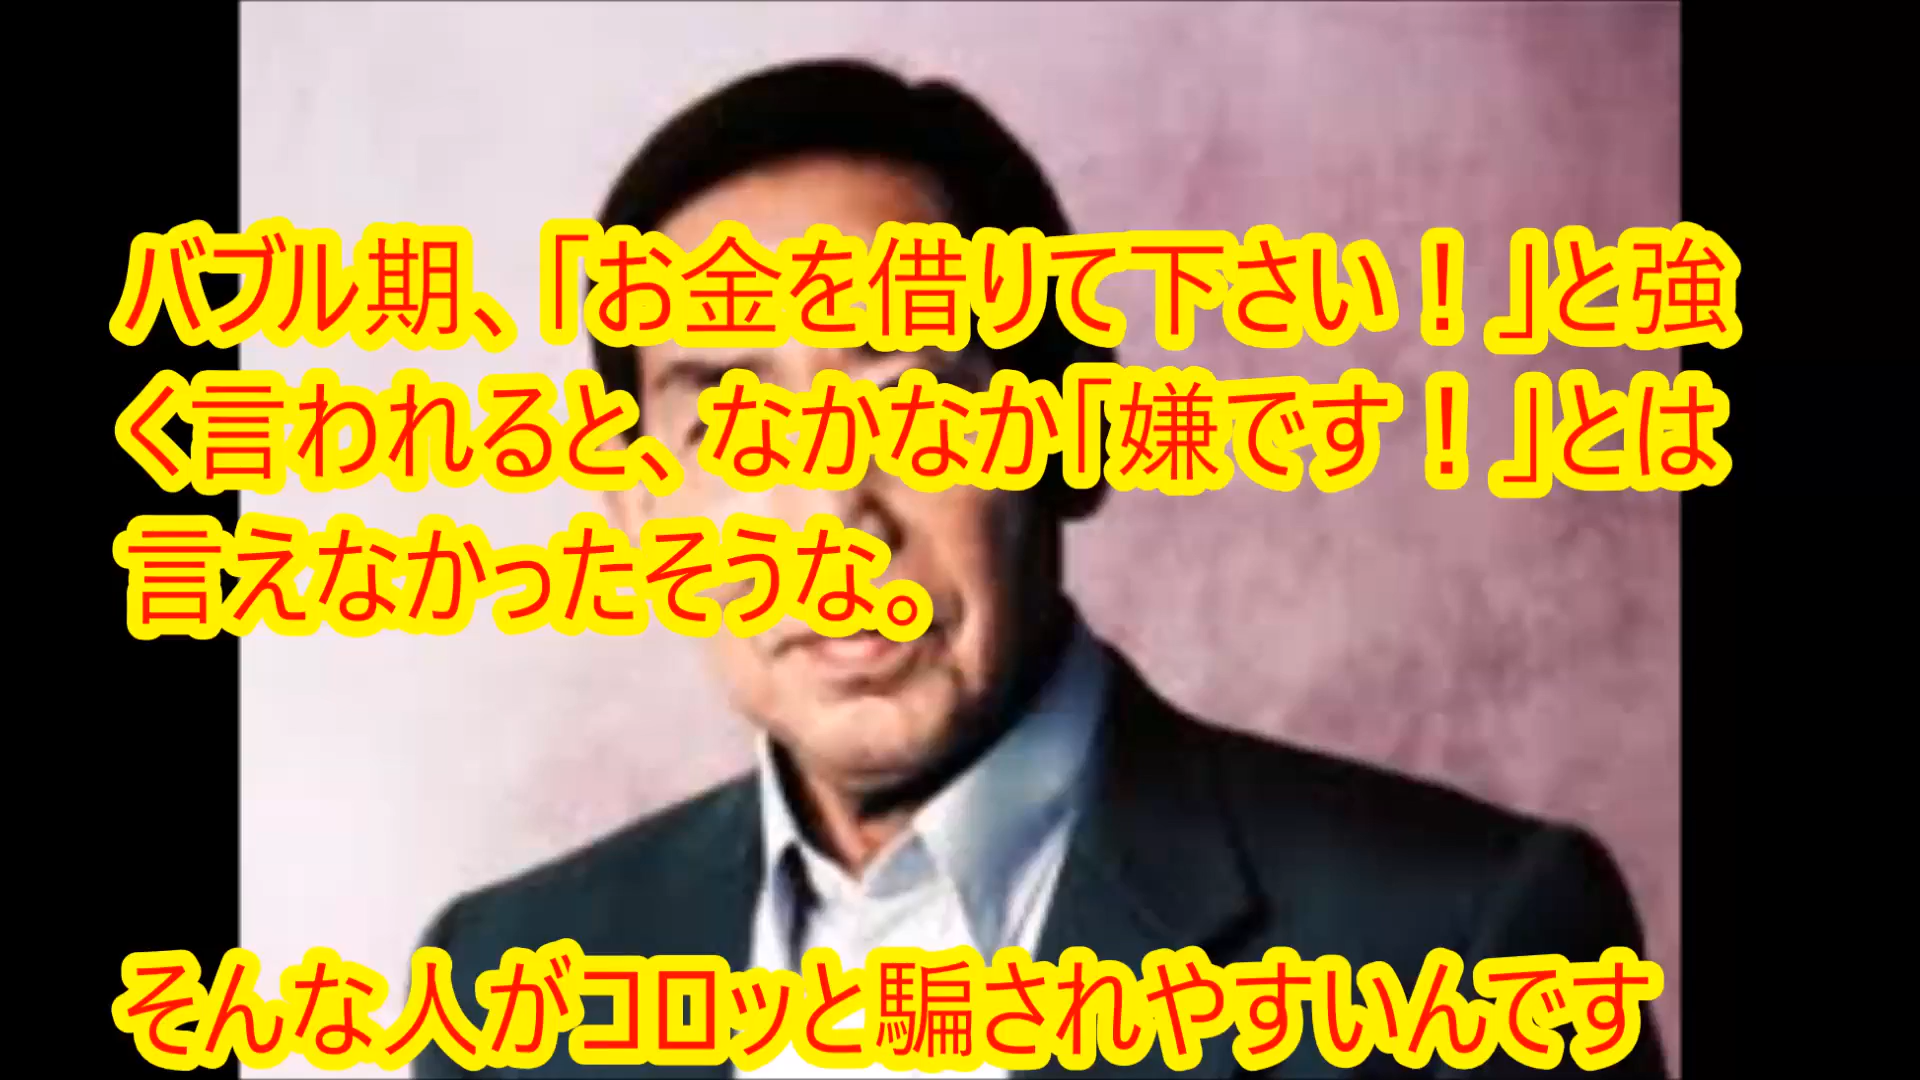 バブル期、「お金を借りて下さい！」と強
く言われると、なかなか「嫌です！」とは
言えなかったそうな。
そんな人がコロッと騙されやすいんです